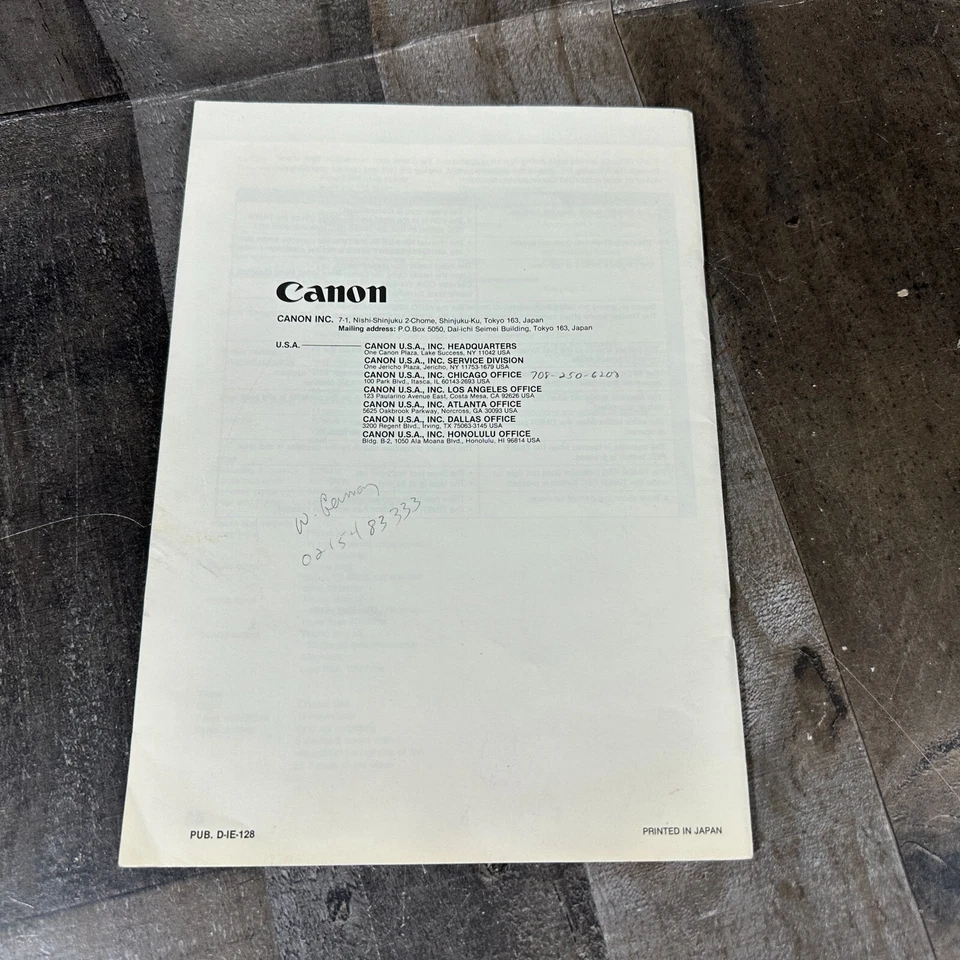 Canon
CANON INC. 7-1, Nishi-Shinjuku 2-Chome, Shinjuku-Ku, Tokyo 163, Japan
Mailing address: P.O.Box 5050, Dai-ichi Seimei Building, Tokyo 163, Japan
U.S.A. CANON U.S.A., INC. HEADQUARTERS
One Canon Plaza, Lake Success, NY 11042 USA
CANON U.S.A., INC. SERVICE DIVISION
One Jericho Plaza, Jericho, NY 11753-1679 USA
CANON U.S.A., INC. CHICAGO OFFICE 708-250-6208
100 Park Blvd., Itasca, IL 60143-2693 USA
CANON U.S.A., INC. LOS ANGELES OFFICE
123 Paularino Avenue East, Costa Mesa, CA 92626 USA
CANON U.S.A., INC. ATLANTA OFFICE
5625 Oakbrook Parkway, Norcross, GA 30093 USA
CANON U.S.A., INC. DALLAS OFFICE
3200 Regent Blvd., Irving, TX 75063-3145 USA
CANON U.S.A., INC. HONOLULU OFFICE
Bldg. B-2, 1050 Ala Moana Blvd., Honolulu, HI 96814 USA
W. Germany
02154 83333
PUB. D-IE-128
PRINTED IN JAPAN